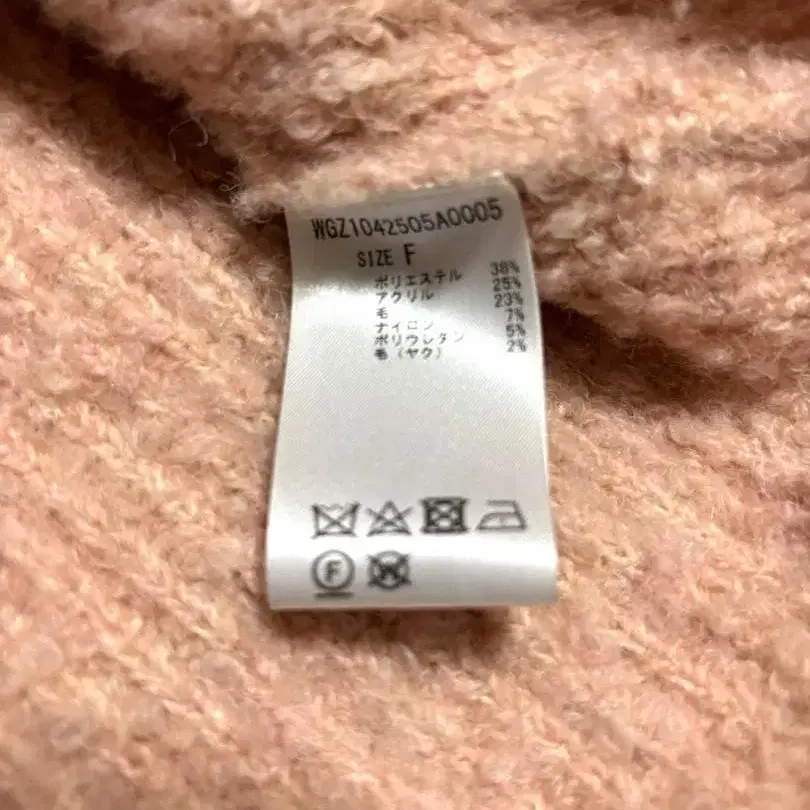 WGZ1042505A0005
SIZE F
ポリエステル 38%
アクリル 25%
毛 23%
ナイロン 7%
ポリウレタン 5%
毛(ヤク) 2%
F
W